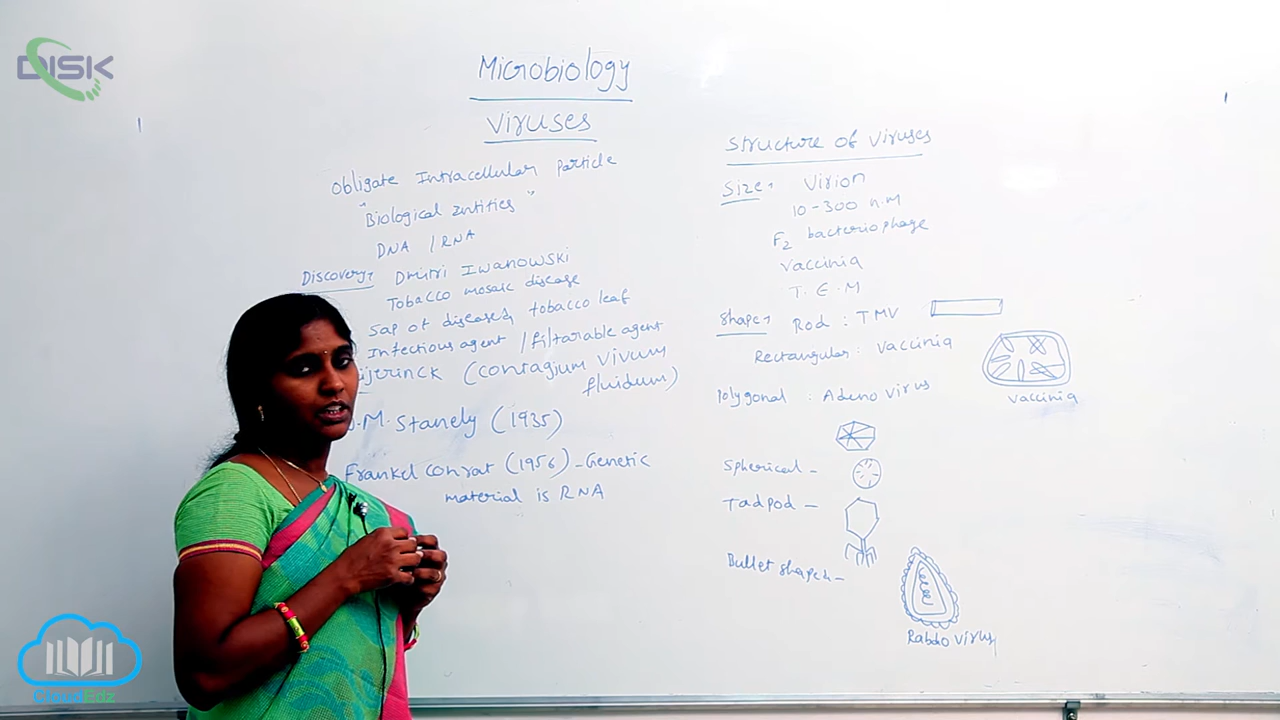 DISK
Microbiology
Viruses
Obligate Intracellular particle
"Biological Entities"
DNA / RNA
Discovery: Dmitri Iwanowski
Tobacco mosaic disease
Sap of diseased tobacco leaf
Infectious agent / filtarable agent
ijerinck (contagium vivum
fluidum)
.M. Stanely (1935)
Frankel Conrat (1956) - Genetic
material is RNA
Structure of Viruses
Size: Virion
10-300 n.m
F2 bacteriophage
Vaccinia
T.E.M
Shape: Rod : TMV
Rectangular: Vaccinia
Vaccinia
Polygonal : Adeno virus
Spherical -
Tadpod -
Bullet shaped -
Rabdo virus
CloudEdz